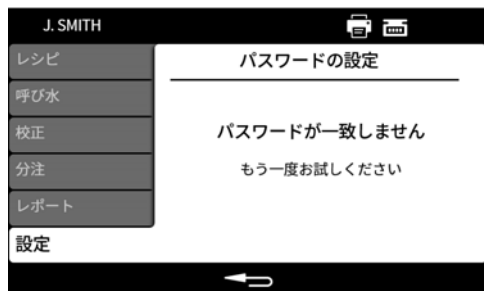 J. SMITH
レシピ
パスワードの設定
呼び水
校正
パスワードが一致しません
分注
もう一度お試しください
レポート
設定